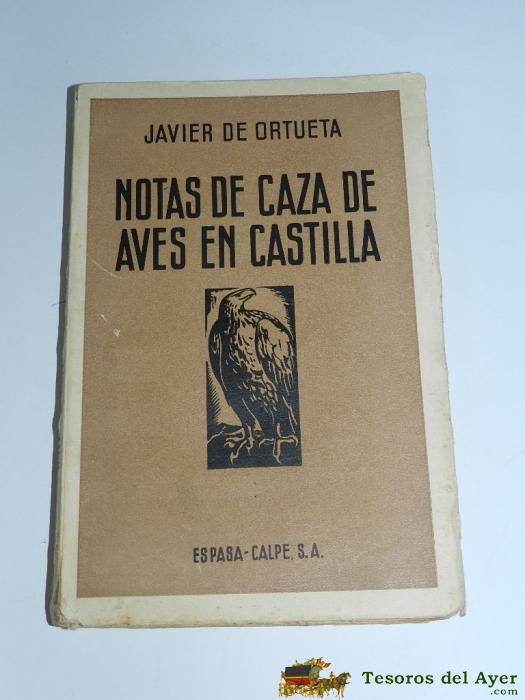 JAVIER DE ORTUETA
NOTAS DE CAZA DE
AVES EN CASTILLA
ESPASA-CALPE, S.A.
Tesoros del Ayer
.com